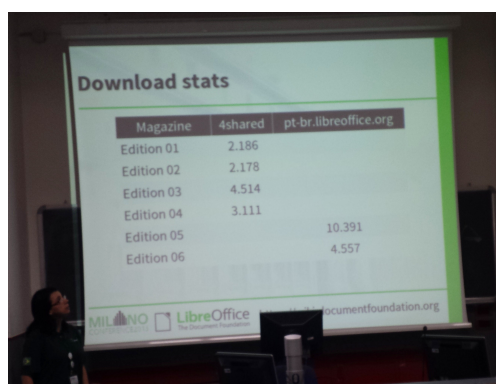 Download stats
Magazine 4shared pt-br.libreoffice.org
Edition 01 2.186
Edition 02 2.178
Edition 03 4.514
Edition 04 3.111
Edition 05 10.391
Edition 06 4.557
MILANO LibreOffice documentfoundation.org
The Document Foundation